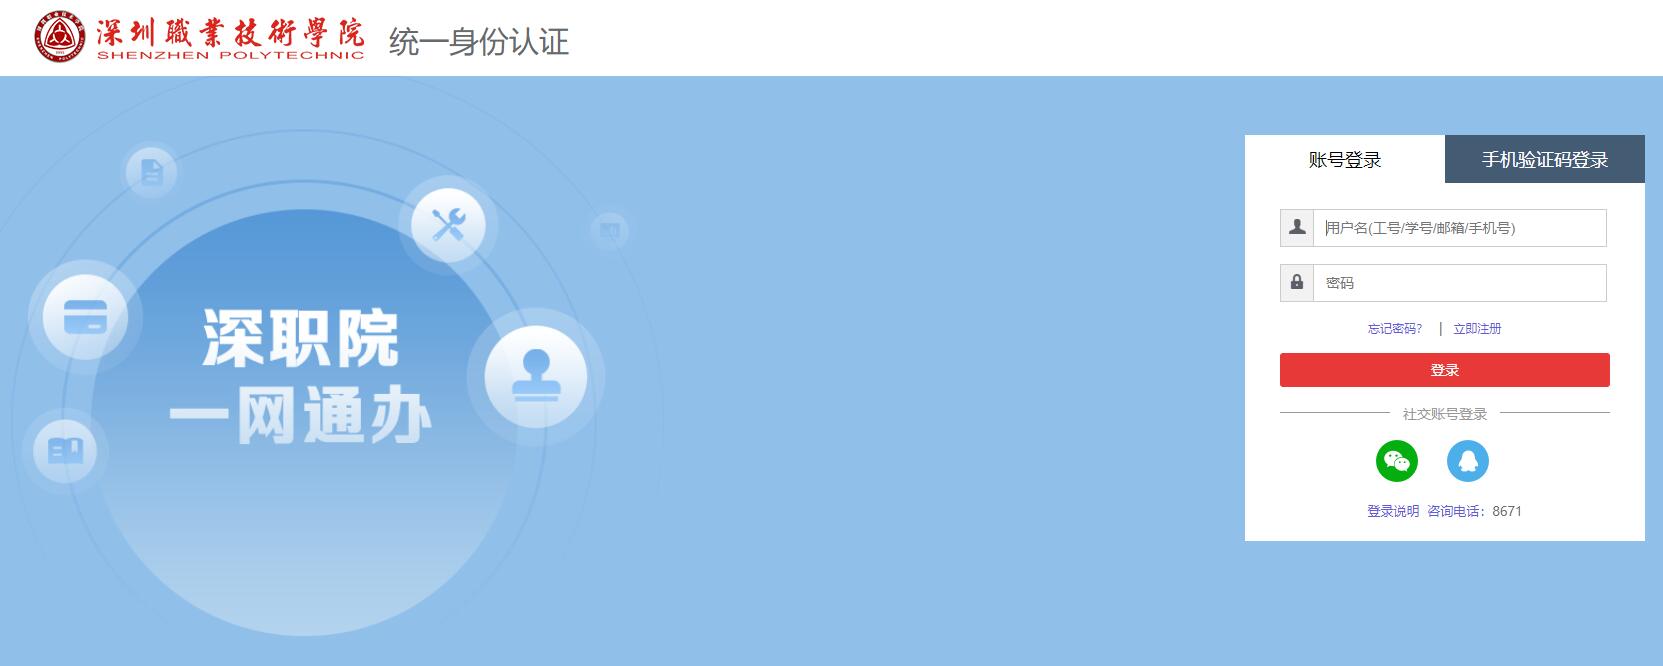 深圳職業技術學院
SHENZHEN POLYTECHNIC
统一身份认证
深职院
一网通办
账号登录
手机验证码登录
用户名(工号/学号/邮箱/手机号)
密码
忘记密码? | 立即注册
登录
社交账号登录
登录说明 咨询电话：8671